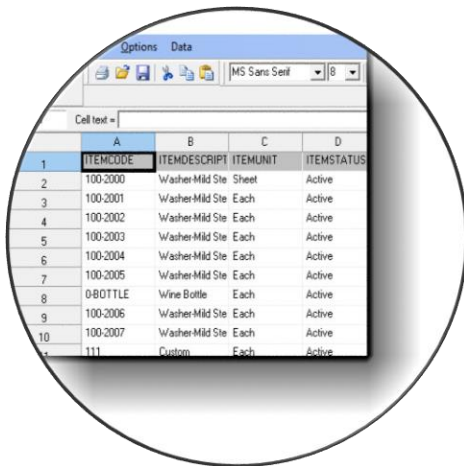 Options Data
MS Sans Serif 8
Cell text =
A B C D
1 ITEMCODE ITEMDESCRIPT ITEMUNIT ITEMSTATUS
2 100-2000 Washer-Mild Ste Sheet Active
3 100-2001 Washer-Mild Ste Each Active
4 100-2002 Washer-Mild Ste Each Active
5 100-2003 Washer-Mild Ste Each Active
6 100-2004 Washer-Mild Ste Each Active
7 100-2005 Washer-Mild Ste Each Active
8 0-BOTTLE Wine Bottle Each Active
9 100-2006 Washer-Mild Ste Each Active
10 100-2007 Washer-Mild Ste Each Active
111 Custom Each Active